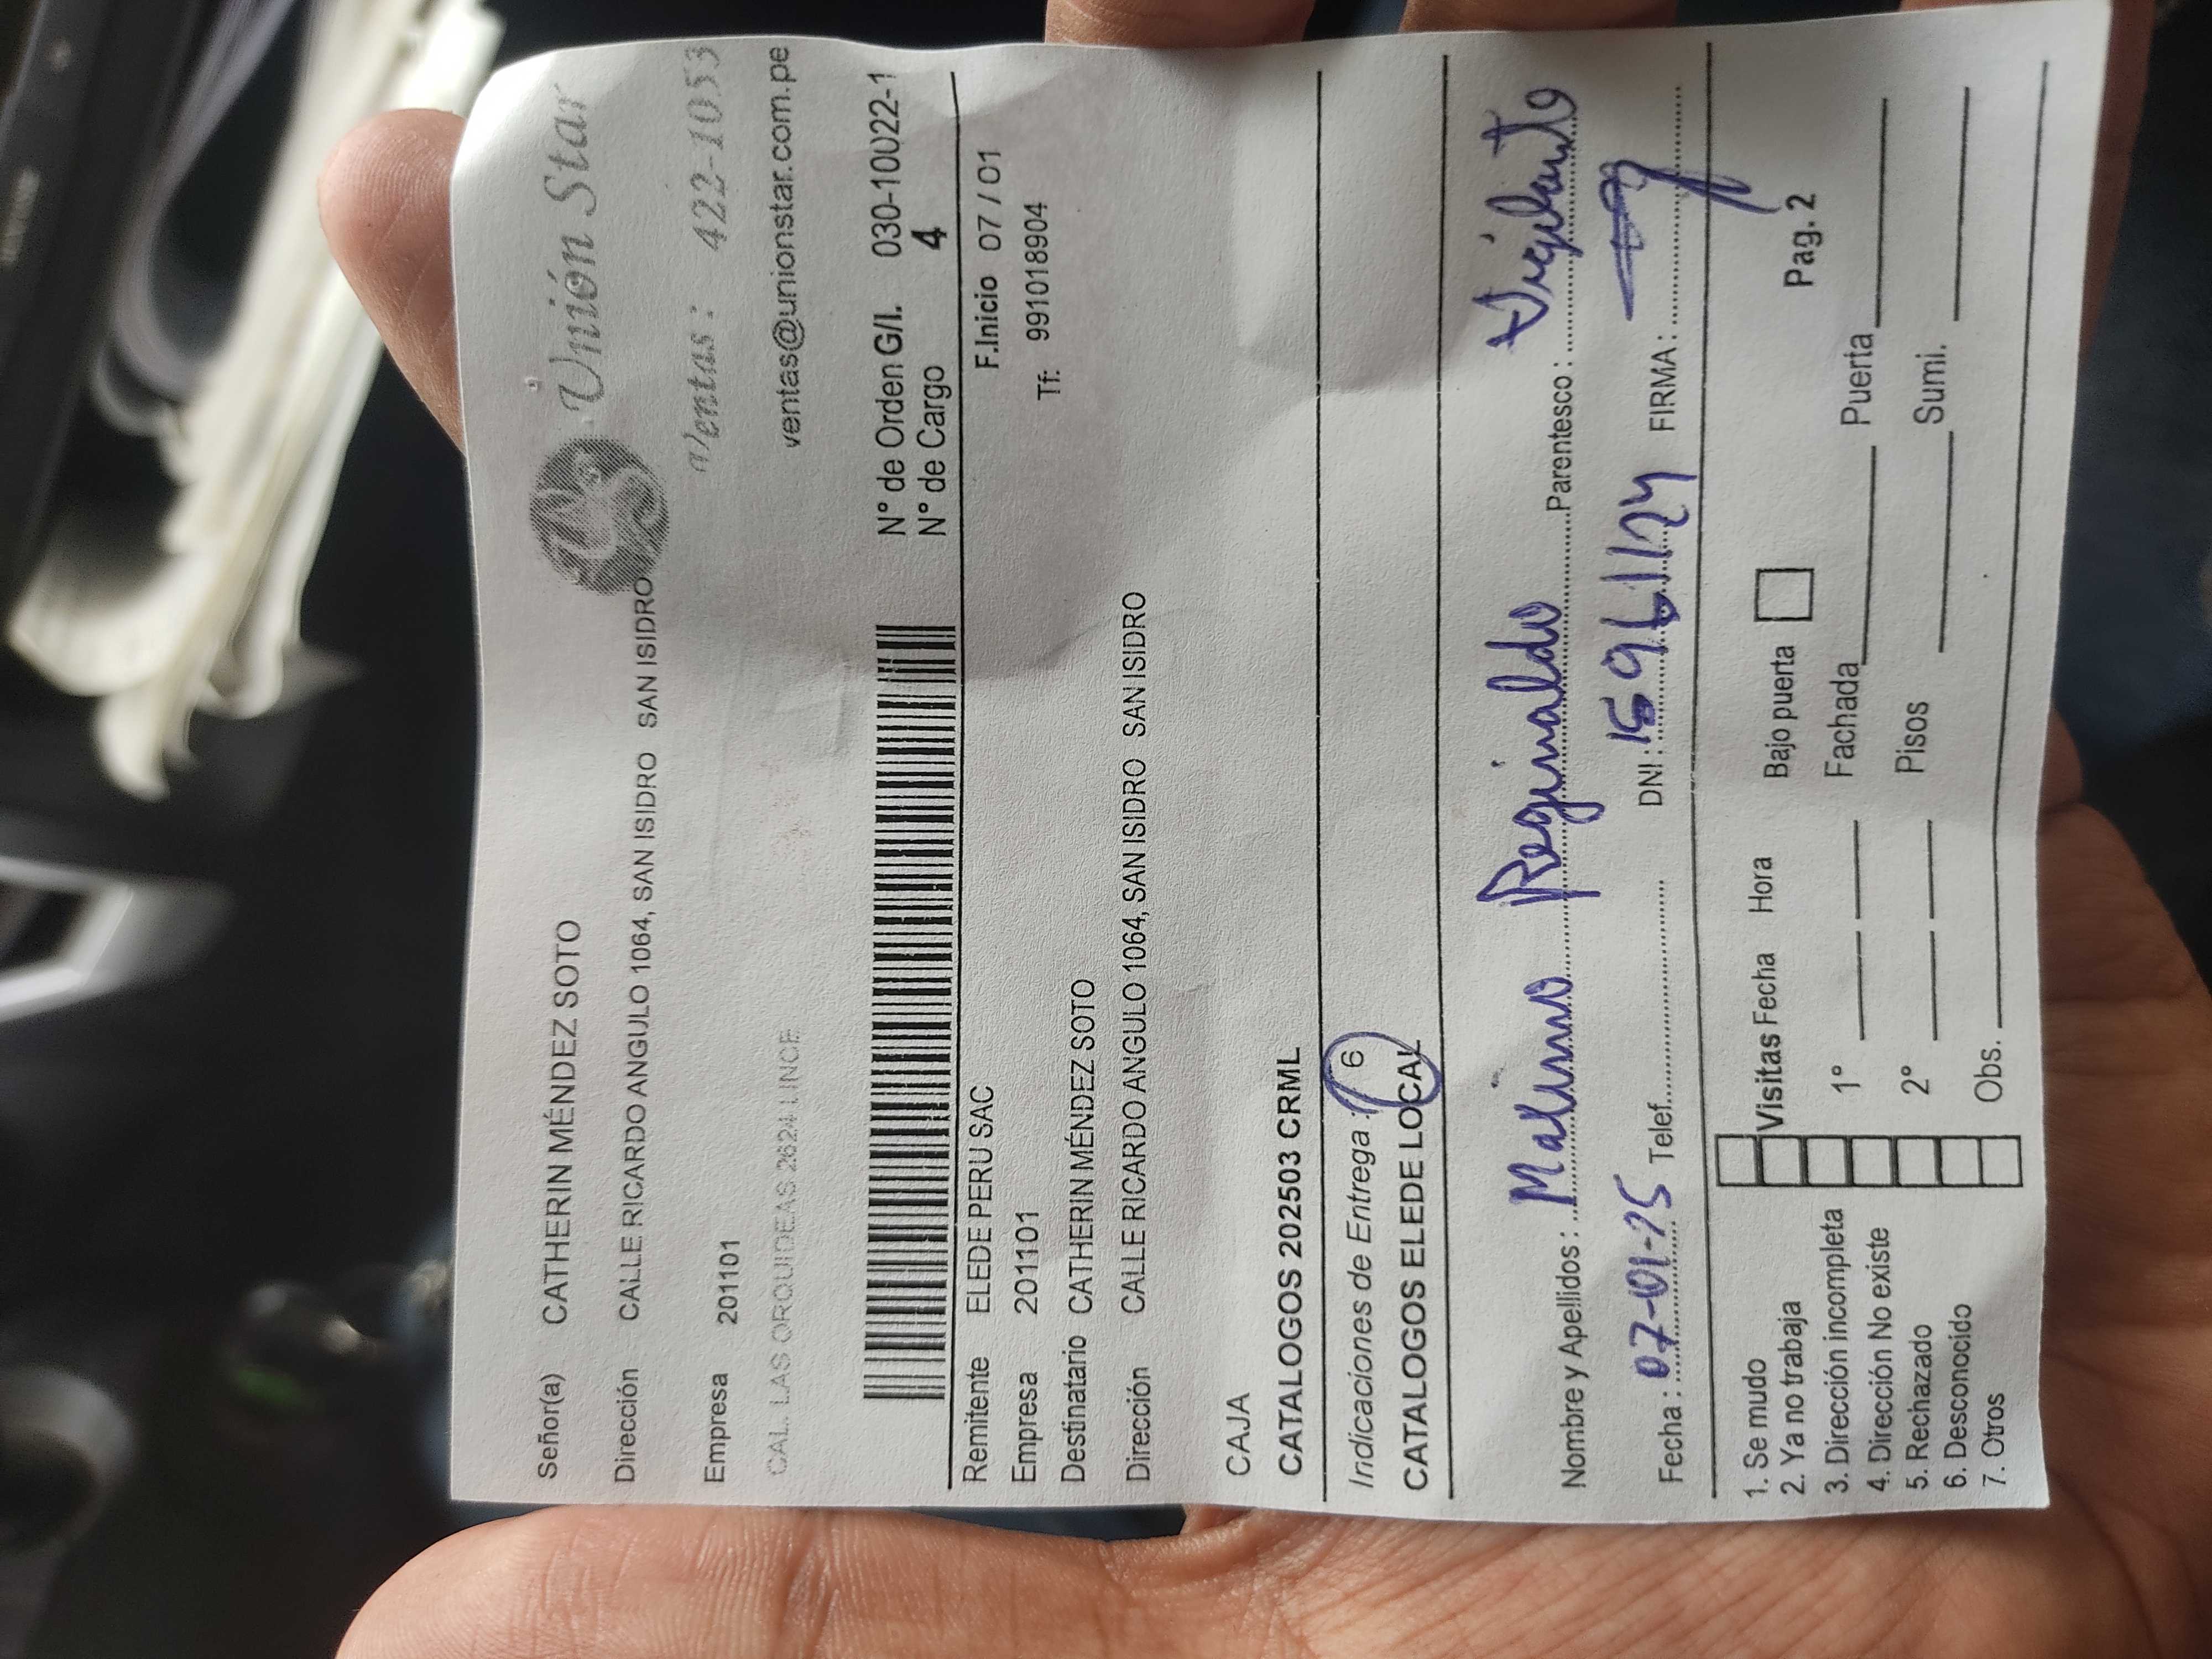 Unión Star
Señor(a) CATHERIN MÉNDEZ SOTO
Dirección CALLE RICARDO ANGULO 1064, SAN ISIDRO SAN ISIDRO
Ventas : 422-1053
Empresa 201101
CAL. LAS ORQUIDEAS 2624 LINCE
ventas@unionstar.com.pe
N° de Orden G/I. 030-10022-1
N° de Cargo 4
Remitente ELEDE PERU SAC
F.Inicio 07 / 01
Empresa 201101
Tf: 991018904
Destinatario CATHERIN MÉNDEZ SOTO
Dirección CALLE RICARDO ANGULO 1064, SAN ISIDRO SAN ISIDRO
CAJA
CATALOGOS 202503 CRML
Indicaciones de Entrega : 6
CATALOGOS ELEDE LOCAL
Nombre y Apellidos : Reginaldo Parentesco : Vigilante
Fecha : 07-01-25 Telef. DNI : FIRMA :
1. Se mudo
Visitas Fecha Hora Bajo puerta Pag. 2
2. Ya no trabaja
3. Dirección incompleta 1° Fachada Puerta
4. Dirección No existe
5. Rechazado 2° Pisos Sumi.
6. Desconocido
7. Otros Obs.